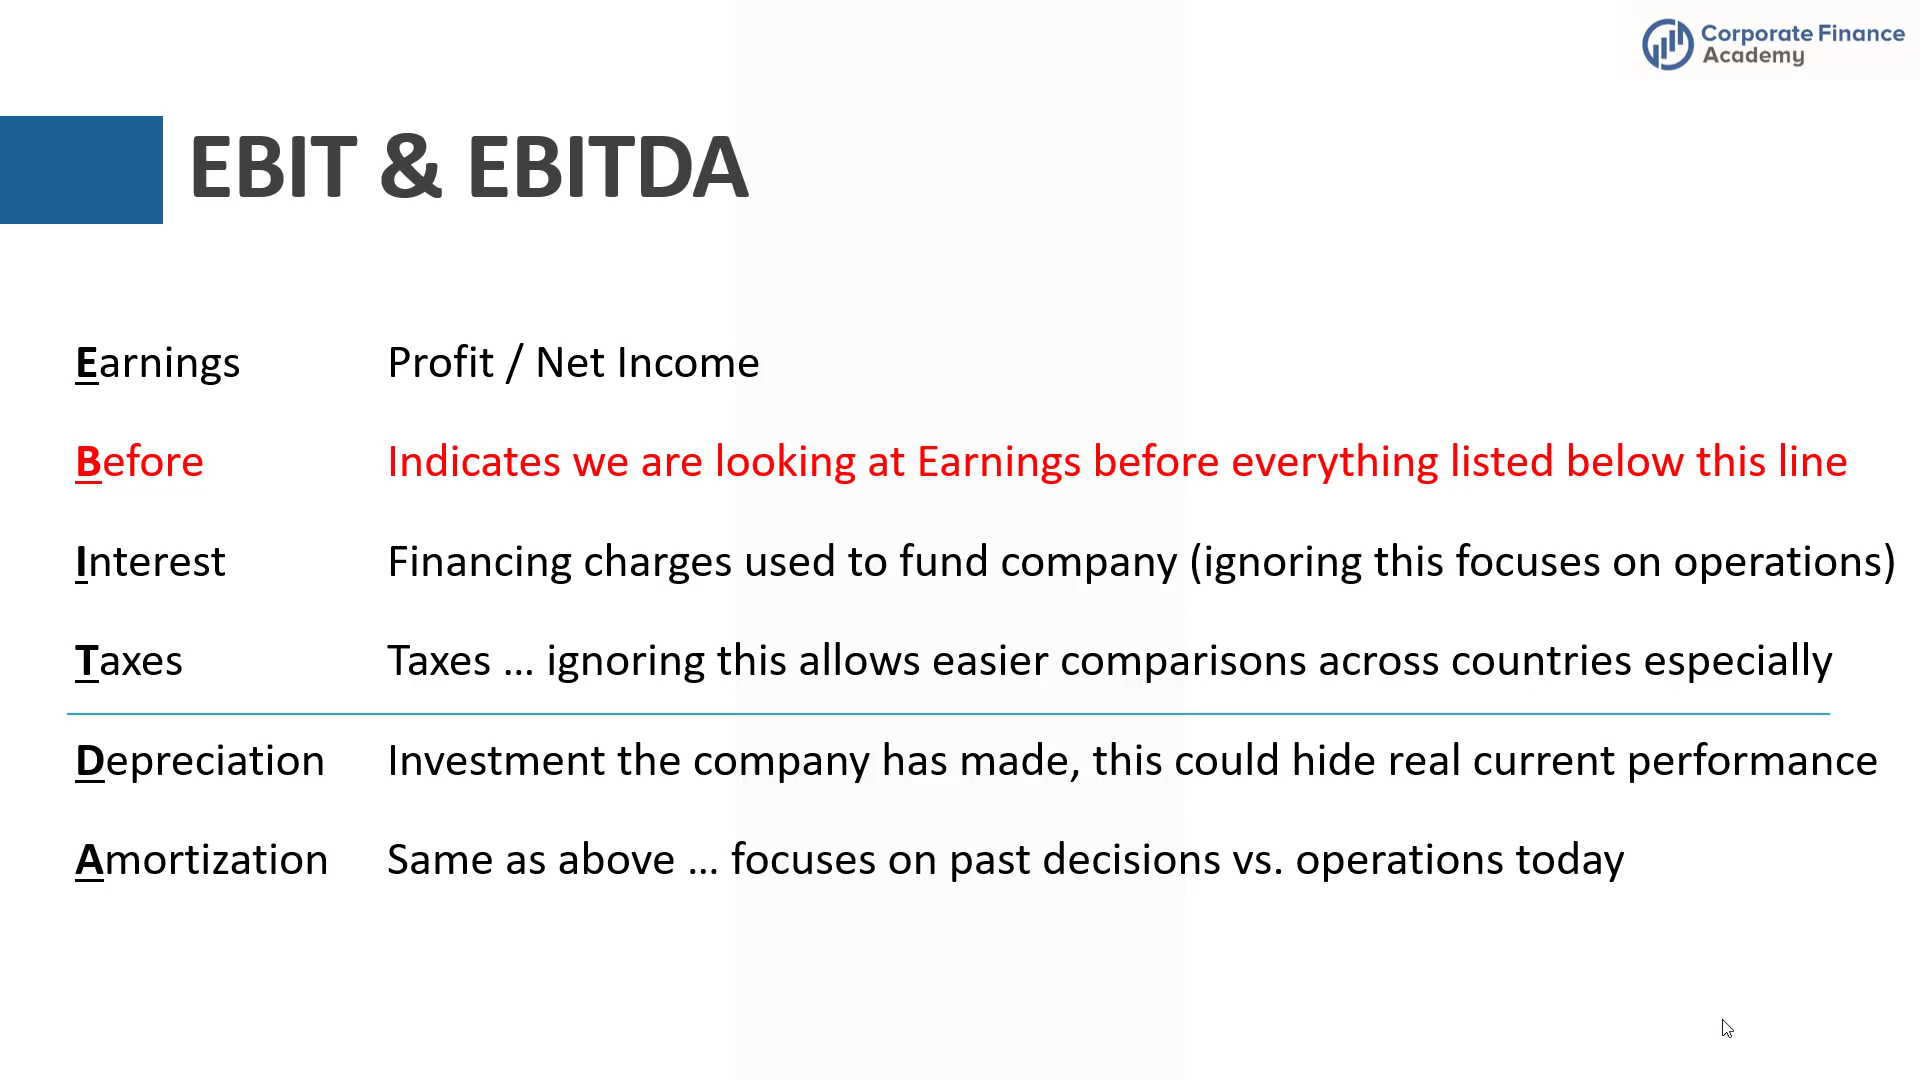 Corporate Finance
Academy
EBIT & EBITDA
Earnings Profit / Net Income
Before Indicates we are looking at Earnings before everything listed below this line
Interest Financing charges used to fund company (ignoring this focuses on operations)
Taxes Taxes ... ignoring this allows easier comparisons across countries especially
Depreciation Investment the company has made, this could hide real current performance
Amortization Same as above ... focuses on past decisions vs. operations today